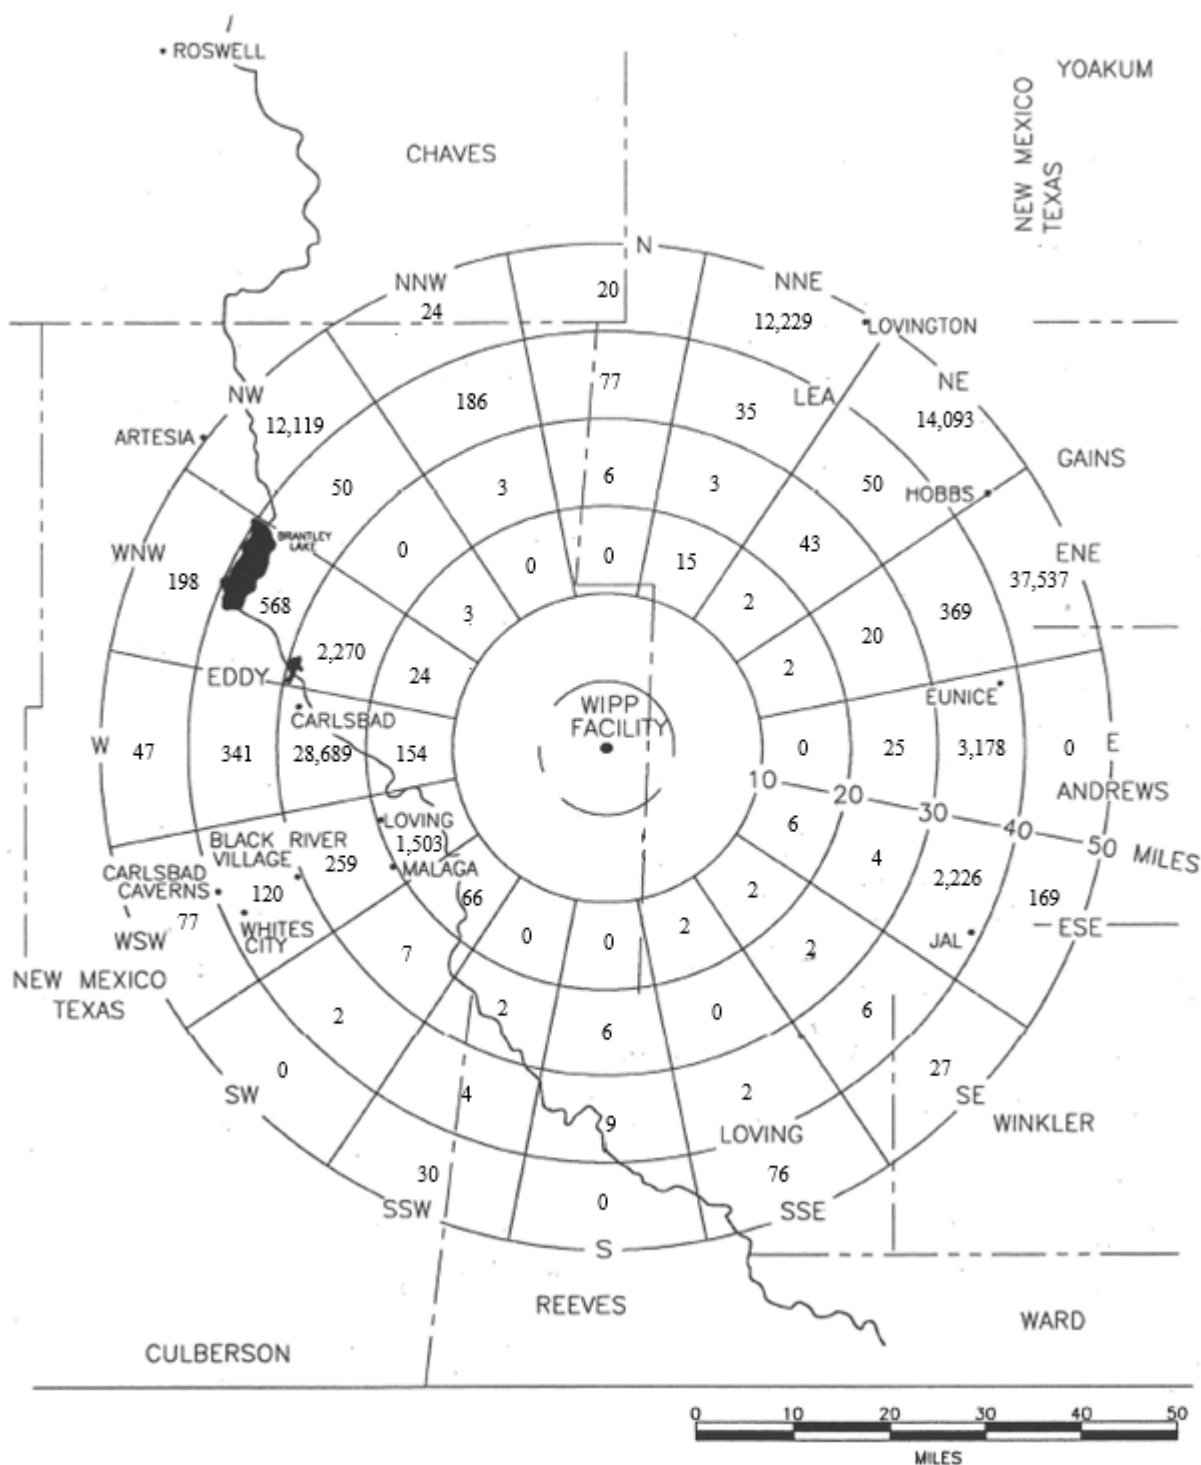 ROSWELL
YOAKUM
NEW MEXICO
TEXAS
CHAVES
N
NNW
NNE
20
24
12,229
LOVINGTON
NE
NW
77
186
LEA
35
12,119
14,093
ARTESIA
GAINS
50
3
6
3
50
HOBBS
BRANTLEY
LAKE
WNW
0
0
0
15
43
ENE
198
37,537
568
3
2
369
2,270
20
EDDY
24
2
EUNICE
WIPP
FACILITY
CARLSBAD
W
47
341
28,689
154
0
25
3,178
0
E
10
20
30
40
50
MILES
ANDREWS
LOVING
6
BLACK RIVER
VILLAGE
1,503
259
MALAGA
4
CARLSBAD
CAVERNS
120
66
2
2,226
169
77
WHITES
CITY
WSW
0
0
2
2
JAL
ESE
7
NEW MEXICO
TEXAS
2
2
6
0
6
0
4
9
2
27
SW
SE
LOVING
WINKLER
30
0
76
SSW
SSE
S
REEVES
WARD
CULBERSON
0
10
20
30
40
50
MILES